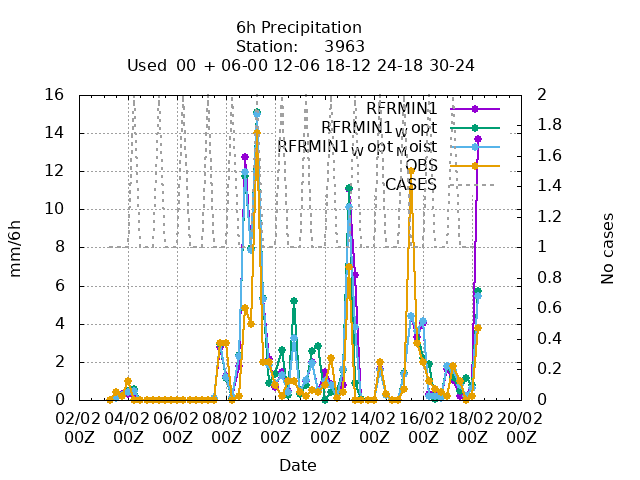 6h Precipitation
Station: 3963
Used 00 + 06-00 12-06 18-12 24-18 30-24
16
14
12
10
8
6
4
2
0
mm/6h
2
1.8
1.6
1.4
1.2
1
0.8
0.6
0.4
0.2
0
No cases
RFRMIN1
RFRMIN1_W opt
RFRMIN1_W opt_M oist
OBS
CASES
02/02 04/02 06/02 08/02 10/02 12/02 14/02 16/02 18/02 20/02
00Z 00Z 00Z 00Z 00Z 00Z 00Z 00Z 00Z 00Z
Date